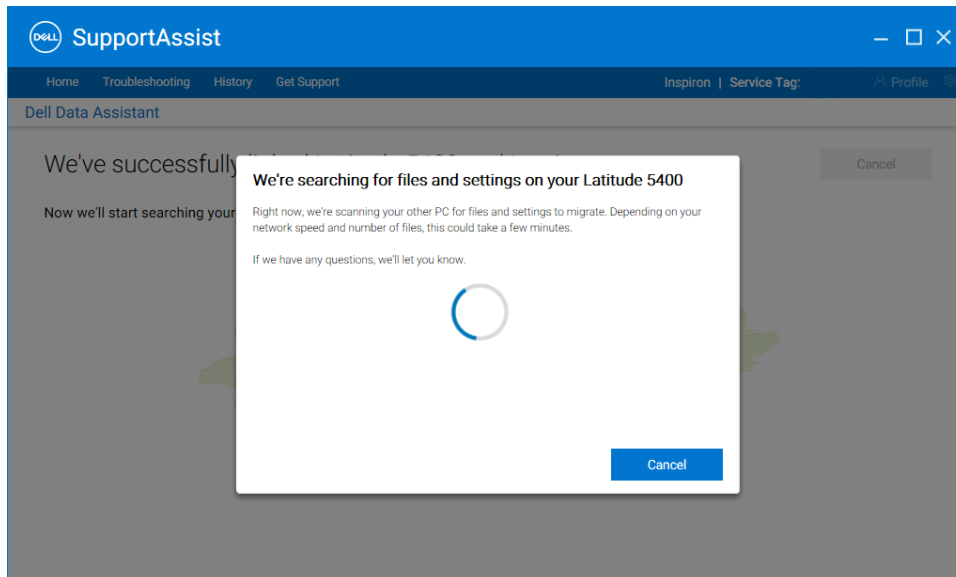 DELL SupportAssist
Home Troubleshooting History Get Support Inspiron | Service Tag: Profile
Dell Data Assistant
We've successfully
Cancel
Now we'll start searching your
We're searching for files and settings on your Latitude 5400
Right now, we're scanning your other PC for files and settings to migrate. Depending on your
network speed and number of files, this could take a few minutes.
If we have any questions, we'll let you know.
Cancel